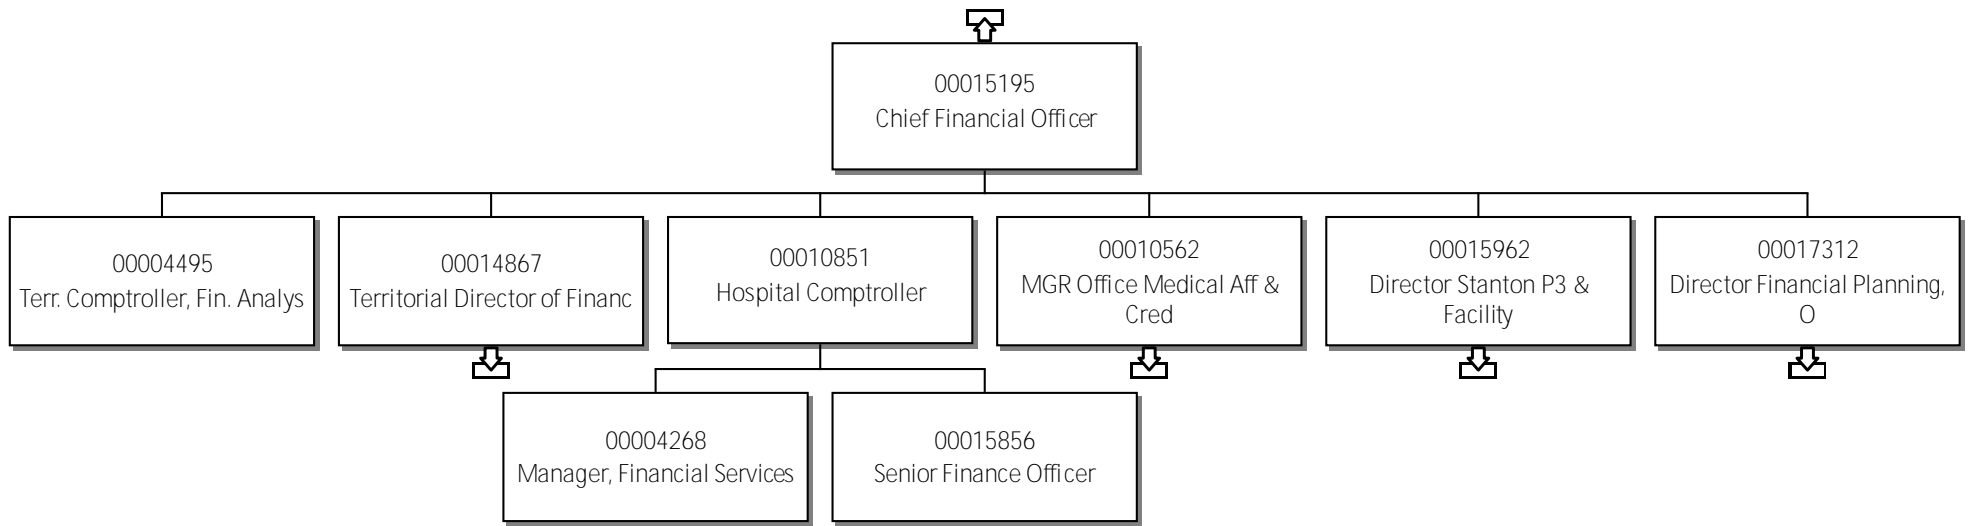 00015195
Chief Financial Officer
00004495
Terr. Comptroller, Fin. Analys
00014867
Territorial Director of Financ
00010851
Hospital Comptroller
00010562
MGR Office Medical Aff &
Cred
00015962
Director Stanton P3 &
Facility
00017312
Director Financial Planning,
O
00004268
Manager, Financial Services
00015856
Senior Finance Officer